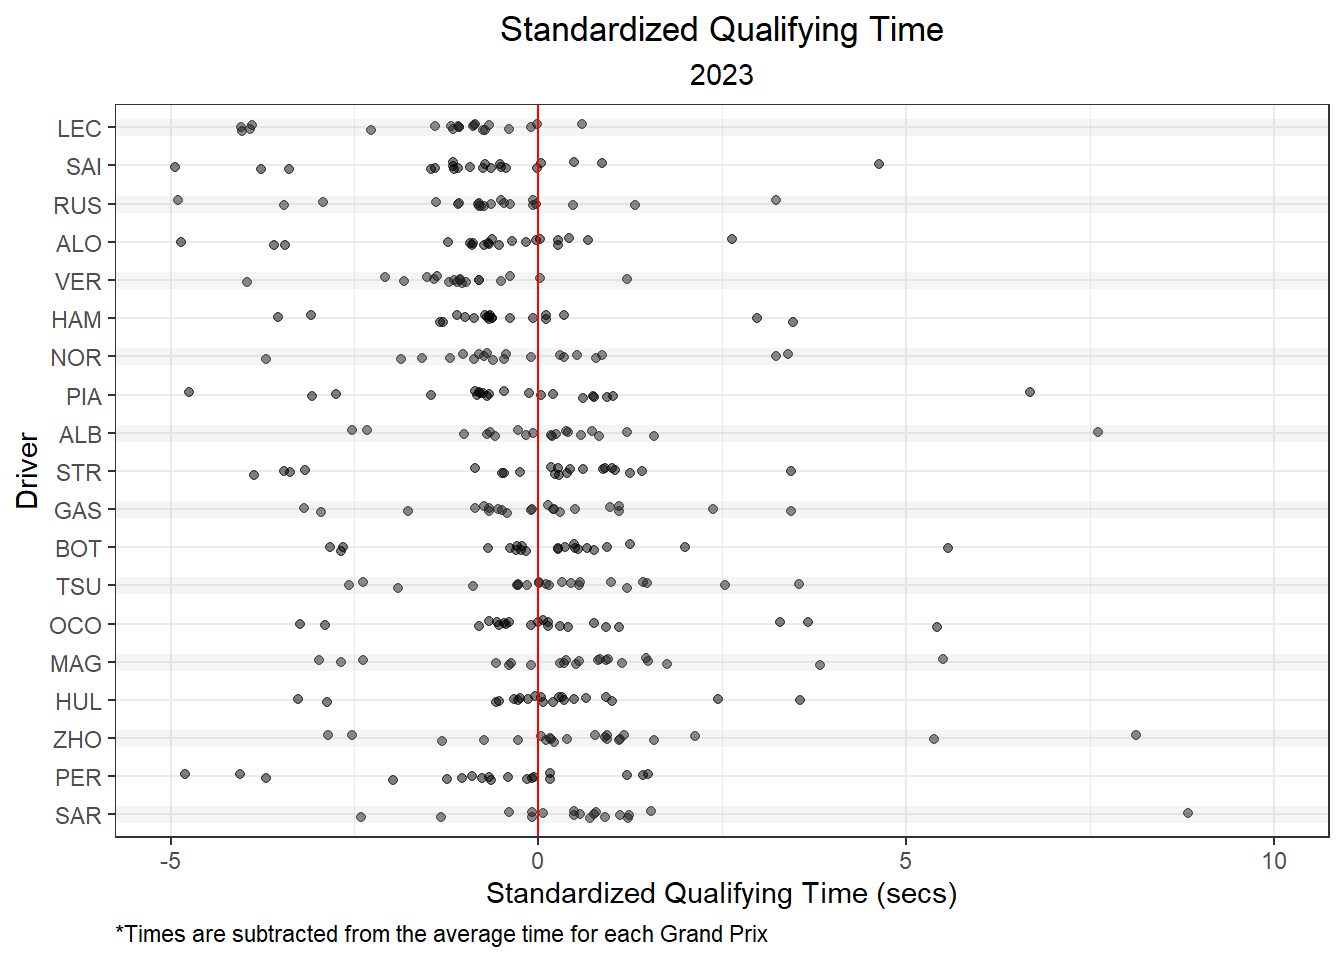 Standardized Qualifying Time
2023
Driver
LEC
SAI
RUS
ALO
VER
HAM
NOR
PIA
ALB
STR
GAS
BOT
TSU
OCO
MAG
HUL
ZHO
PER
SAR
-5 0 5 10
Standardized Qualifying Time (secs)
*Times are subtracted from the average time for each Grand Prix